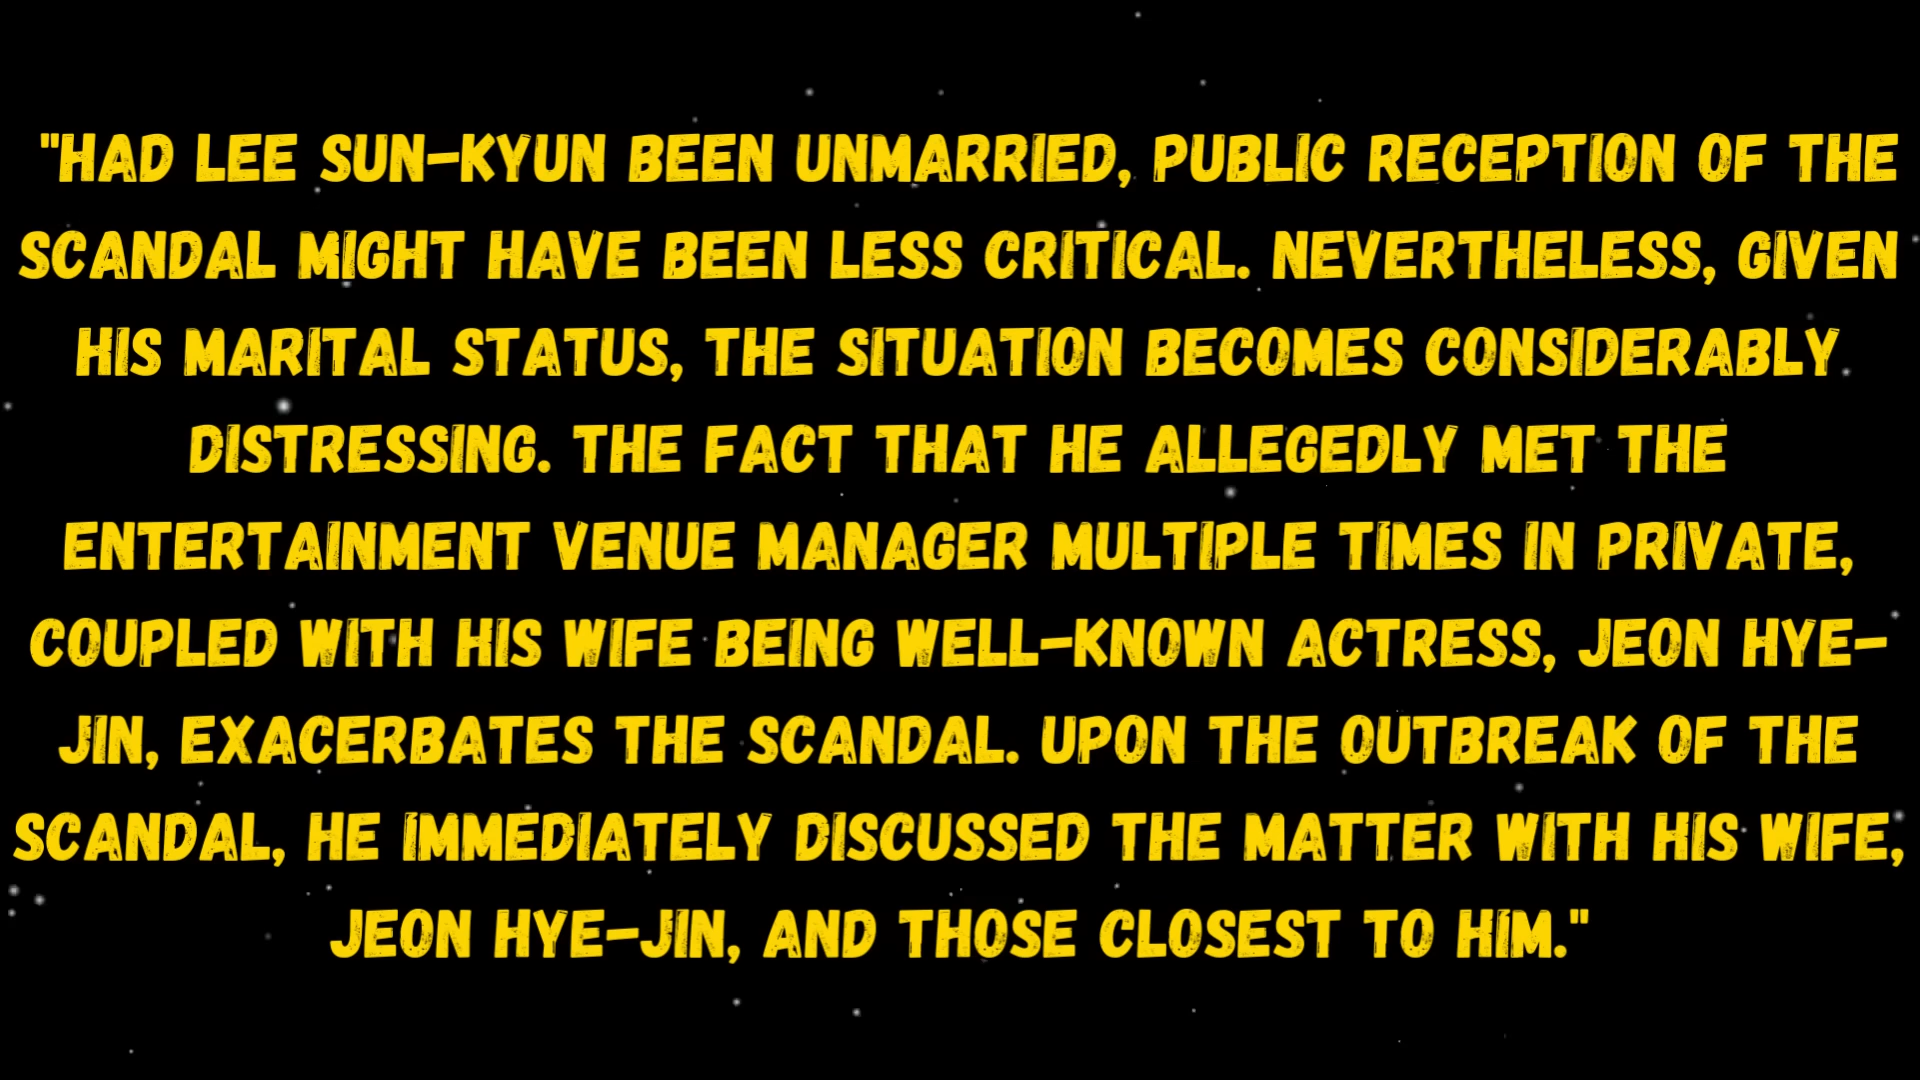 "HAD LEE SUN-KYUN BEEN UNMARRIED, PUBLIC RECEPTION OF THE
SCANDAL MIGHT HAVE BEEN LESS CRITICAL. NEVERTHELESS, GIVEN
HIS MARITAL STATUS, THE SITUATION BECOMES CONSIDERABLY
DISTRESSING. THE FACT THAT HE ALLEGEDLY MET THE
ENTERTAINMENT VENUE MANAGER MULTIPLE TIMES IN PRIVATE,
COUPLED WITH HIS WIFE BEING WELL-KNOWN ACTRESS, JEON HYE-
JIN, EXACERBATES THE SCANDAL. UPON THE OUTBREAK OF THE
SCANDAL, HE IMMEDIATELY DISCUSSED THE MATTER WITH HIS WIFE,
JEON HYE-JIN, AND THOSE CLOSEST TO HIM."